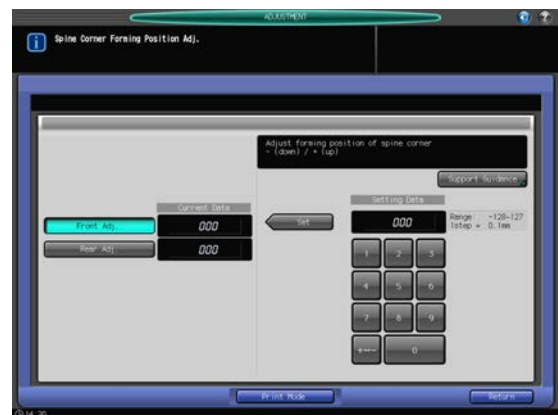 ADJUSTMENT
Spine Corner Forming Position Adj.
Adjust forming position of spine corner
- (down) / + (up)
Support Guidance
Current Data
Setting Data
Front Adj.
000
Set
000
Range : -128~127
1step = 0.1mm
Rear Adj.
000
1 2 3
4 5 6
7 8 9
+↔- 0
Print Mode
Return
14:30